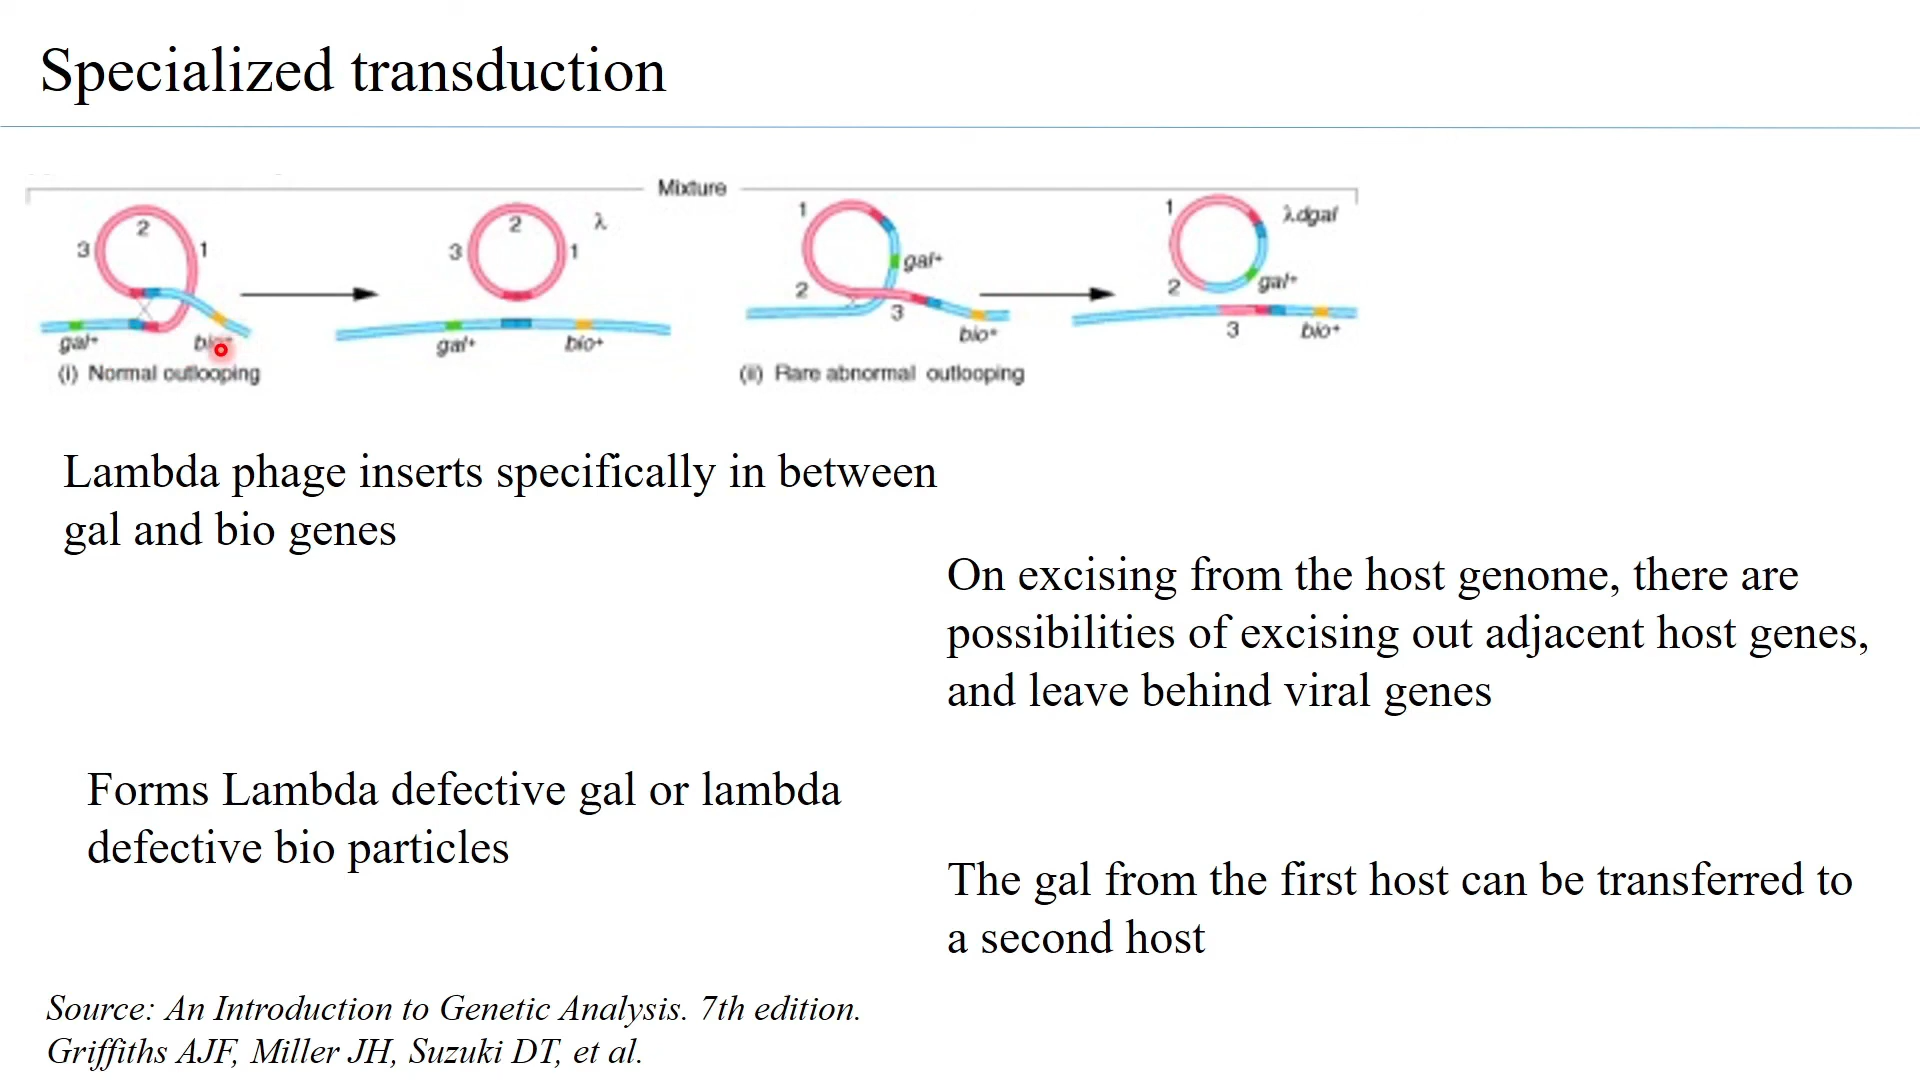 Specialized transduction
Mixture
2
3
1
gal+
bio+
(i) Normal outlooping
2
λ
3
1
gal+
bio+
1
gal+
2
3
bio+
(ii) Rare abnormal outlooping
1
λdgal
gal+
2
3
bio+
Lambda phage inserts specifically in between
gal and bio genes
On excising from the host genome, there are
possibilities of excising out adjacent host genes,
and leave behind viral genes
Forms Lambda defective gal or lambda
defective bio particles
The gal from the first host can be transferred to
a second host
Source: An Introduction to Genetic Analysis. 7th edition.
Griffiths AJF, Miller JH, Suzuki DT, et al.